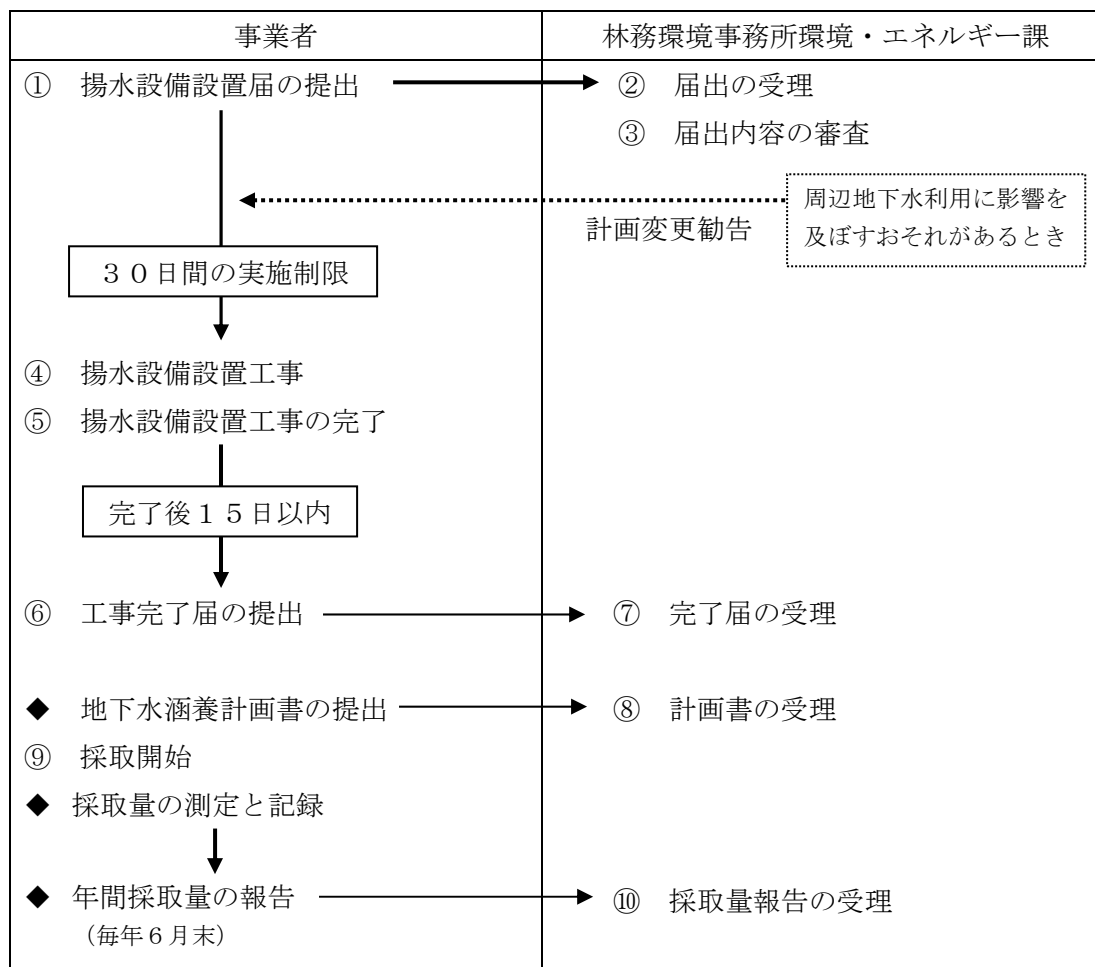 事業者
林務環境事務所環境・エネルギー課
① 揚水設備設置届の提出
② 届出の受理
③ 届出内容の審査
周辺地下水利用に影響を
及ぼすおそれがあるとき
計画変更勧告
３０日間の実施制限
④ 揚水設備設置工事
⑤ 揚水設備設置工事の完了
完了後１５日以内
⑥ 工事完了届の提出
⑦ 完了届の受理
◆ 地下水涵養計画書の提出
⑧ 計画書の受理
⑨ 採取開始
◆ 採取量の測定と記録
◆ 年間採取量の報告
（毎年６月末）
⑩ 採取量報告の受理